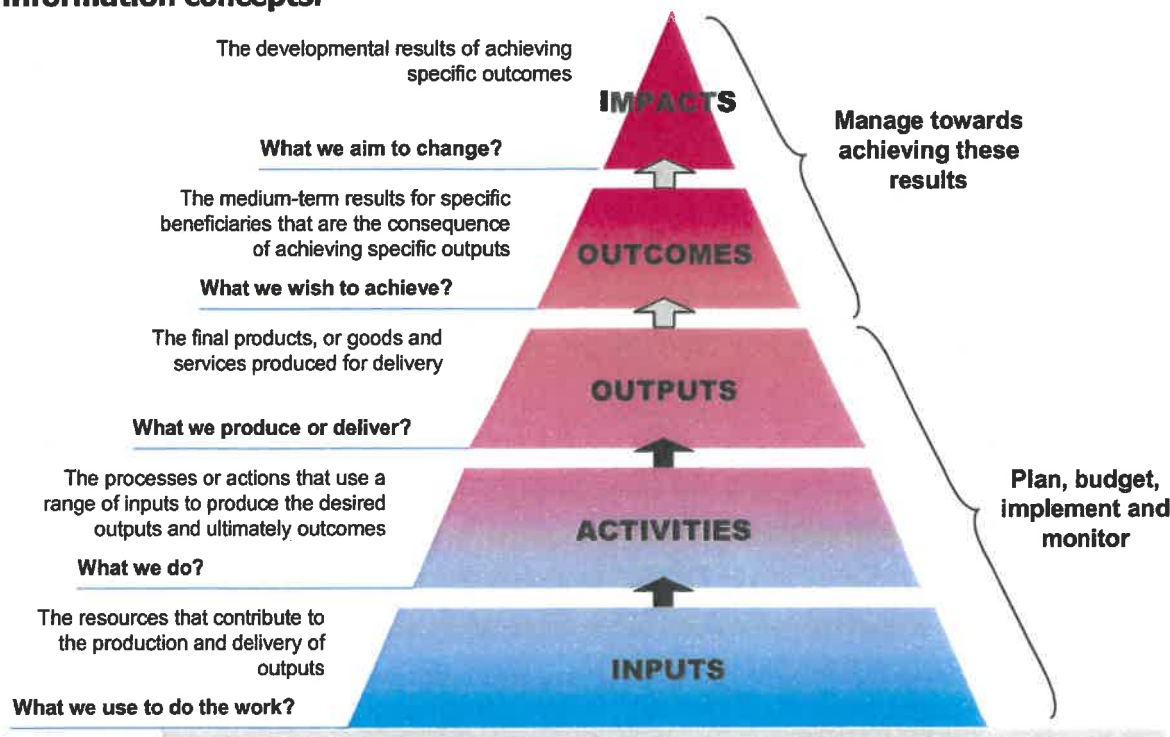 information concepts.
The developmental results of achieving
specific outcomes
IMPACTS
What we aim to change?
Manage towards
achieving these
results
The medium-term results for specific
beneficiaries that are the consequence
of achieving specific outputs
OUTCOMES
What we wish to achieve?
The final products, or goods and
services produced for delivery
OUTPUTS
What we produce or deliver?
The processes or actions that use a
range of inputs to produce the desired
outputs and ultimately outcomes
ACTIVITIES
What we do?
Plan, budget,
implement and
monitor
The resources that contribute to
the production and delivery of
outputs
INPUTS
What we use to do the work?